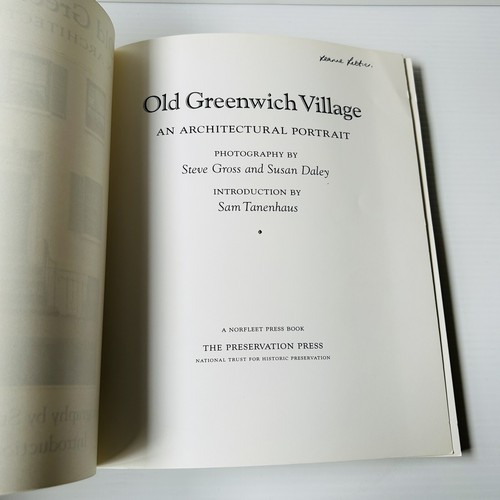 Old Greenwich Village
AN ARCHITECTURAL PORTRAIT
PHOTOGRAPHY BY
Steve Gross and Susan Daley
INTRODUCTION BY
Sam Tanenhaus
A NORFLEET PRESS BOOK
THE PRESERVATION PRESS
NATIONAL TRUST FOR HISTORIC PRESERVATION